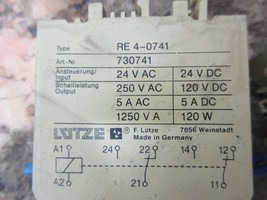 Type RE 4-0741
Art-Nr. 730741
Ansteuerung/ Input 24 V AC 24 V DC
Schaltleistung Output 250 V AC 120 V DC
5 A AC 5 A DC
1250 V A 120 W
LÜTZE F. Lütze 7056 Weinstadt
Made in Germany
A1 24 22 14 12
A2 21 11